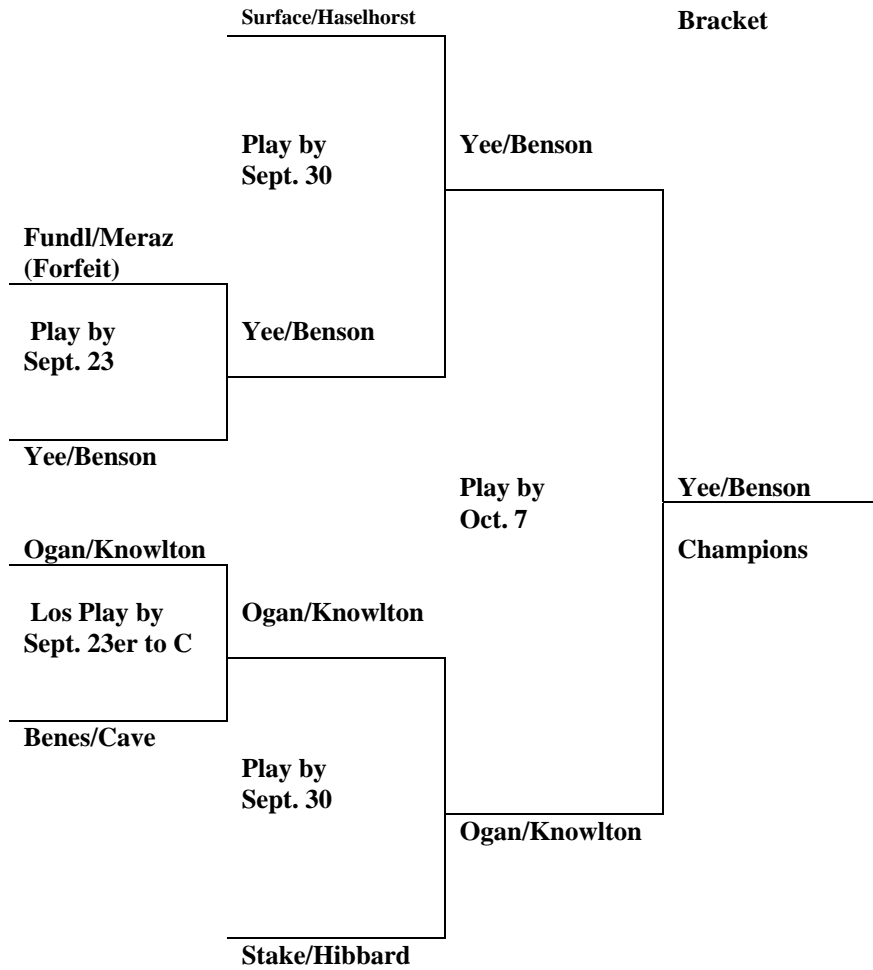 Surface/Haselhorst
Bracket
Play by
Sept. 30
Yee/Benson
Fundl/Meraz
(Forfeit)
Play by
Sept. 23
Yee/Benson
Yee/Benson
Play by
Oct. 7
Yee/Benson
Ogan/Knowlton
Champions
Los Play by
Sept. 23er to C
Ogan/Knowlton
Benes/Cave
Play by
Sept. 30
Ogan/Knowlton
Stake/Hibbard